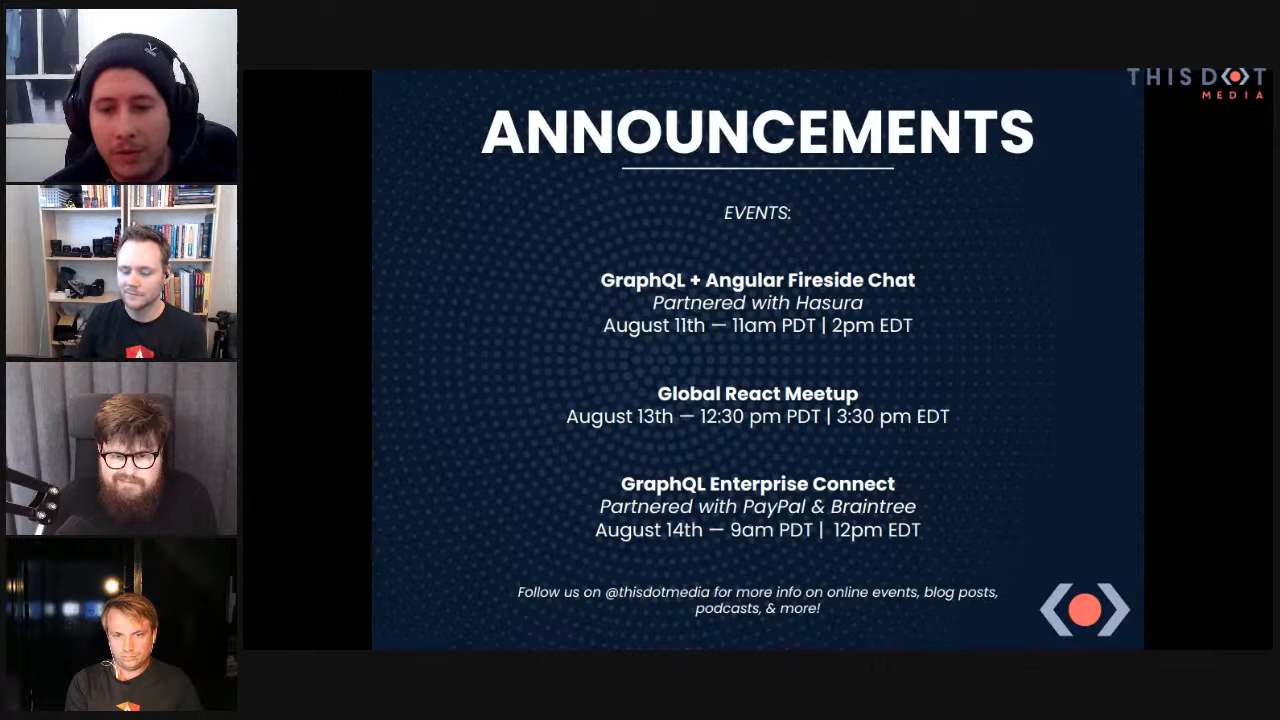 THIS DOT
MEDIA
ANNOUNCEMENTS
EVENTS:
GraphQL + Angular Fireside Chat
Partnered with Hasura
August 11th — 11am PDT | 2pm EDT
Global React Meetup
August 13th — 12:30 pm PDT | 3:30 pm EDT
GraphQL Enterprise Connect
Partnered with PayPal & Braintree
August 14th — 9am PDT | 12pm EDT
Follow us on @thisdotmedia for more info on online events, blog posts,
podcasts, & more!